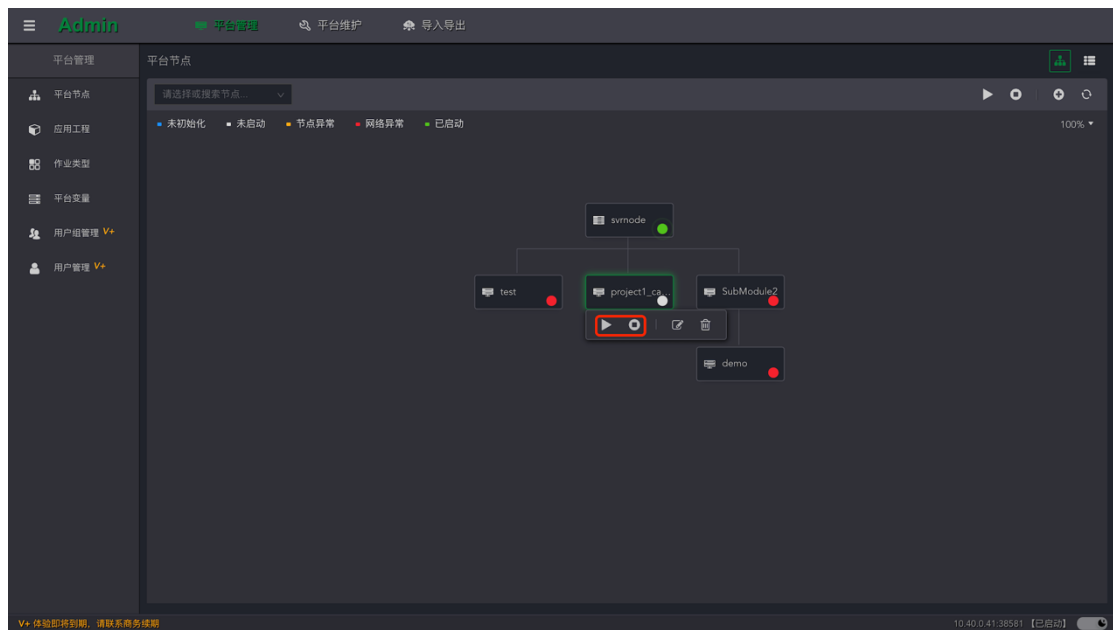 Admin 平台管理 平台维护 导入导出
平台管理
平台节点
平台节点
应用工程
作业类型
平台变量
用户组管理 V+
用户管理 V+
请选择或搜索节点...
未初始化 未启动 节点异常 网络异常 已启动 100%
svrnode
test project1_ca... SubModule2
demo
V+ 体验即将到期，请联系商务续期 10.40.0.41:38581 【已启动】